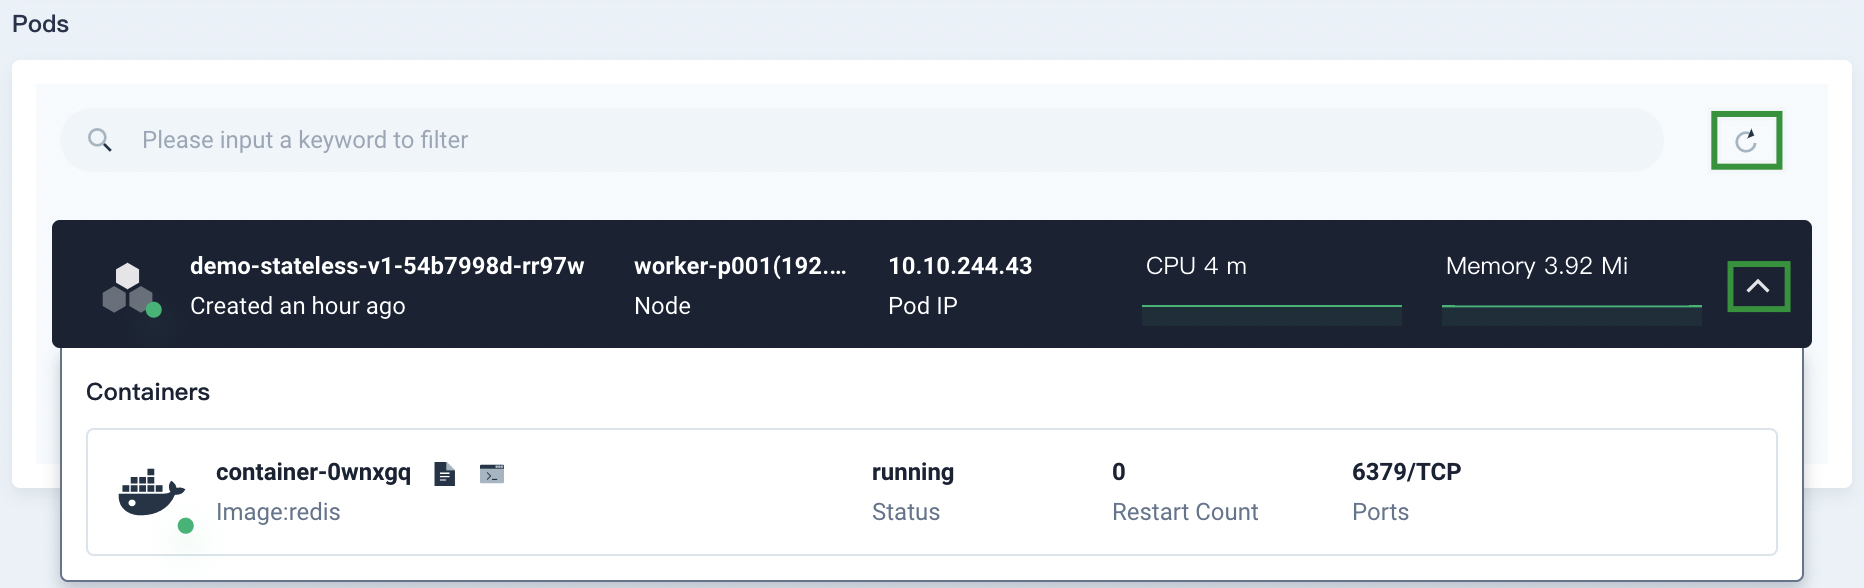 Pods
Please input a keyword to filter
demo-stateless-v1-54b7998d-rr97w worker-p001(192.... 10.10.244.43 CPU 4 m Memory 3.92 Mi
Created an hour ago Node Pod IP
Containers
container-0wnxgq running 0 6379/TCP
Image:redis Status Restart Count Ports